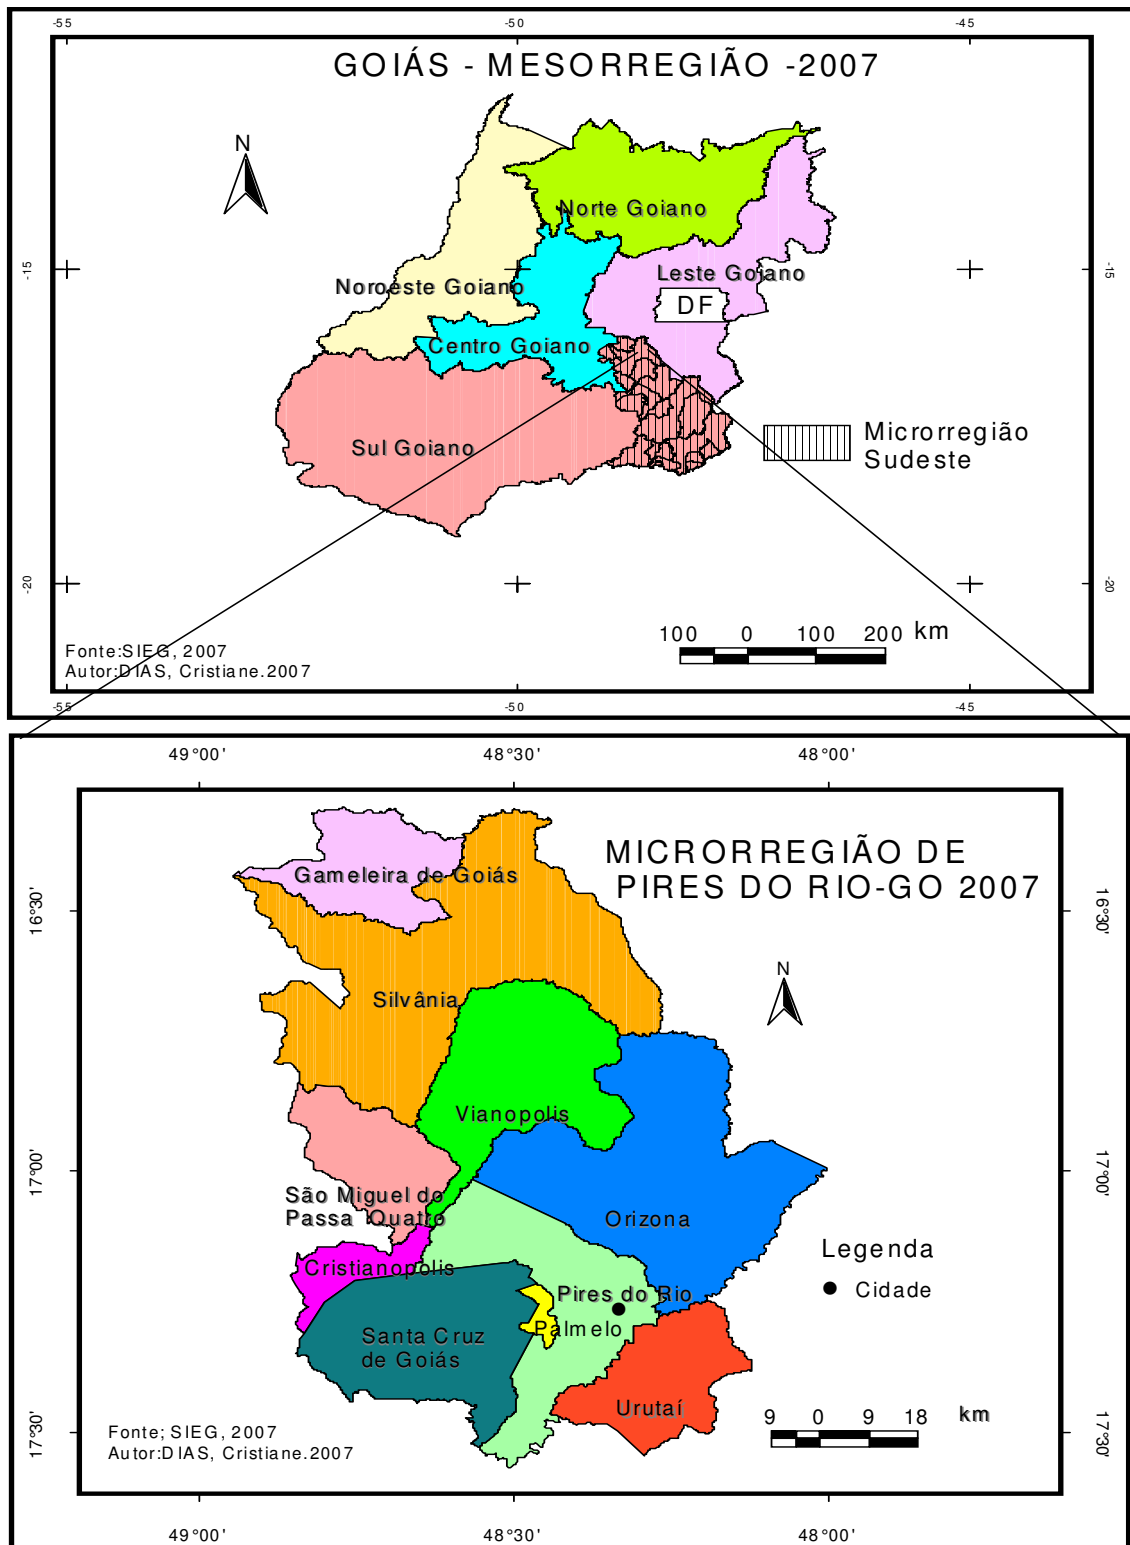 -55
-50
-45
GOIÁS - MESORREGIÃO -2007
N
Norte Goiano
-15
Leste Goiano
-15
Noroeste Goiano
DF
Centro Goiano
Microrregião
Sudeste
Sul Goiano
-20
-20
100 0 100 200 km
Fonte:SIEG, 2007
Autor:DIAS, Cristiane.2007
-55
-50
-45
49°00'
48°30'
48°00'
MICRORREGIÃO DE
PIRES DO RIO-GO 2007
Gameleira de Goiás
16°30'
16°30'
N
Silvânia
Vianopolis
17°00'
17°00'
São Miguel do
Passa Quatro
Orizona
Legenda
Cristianopolis
Cidade
Pires do Rio
Palmelo
Santa Cruz
de Goiás
Urutaí
9 0 9 18 km
17°30'
17°30'
Fonte; SIEG, 2007
Autor:DIAS, Cristiane.2007
49°00'
48°30'
48°00'